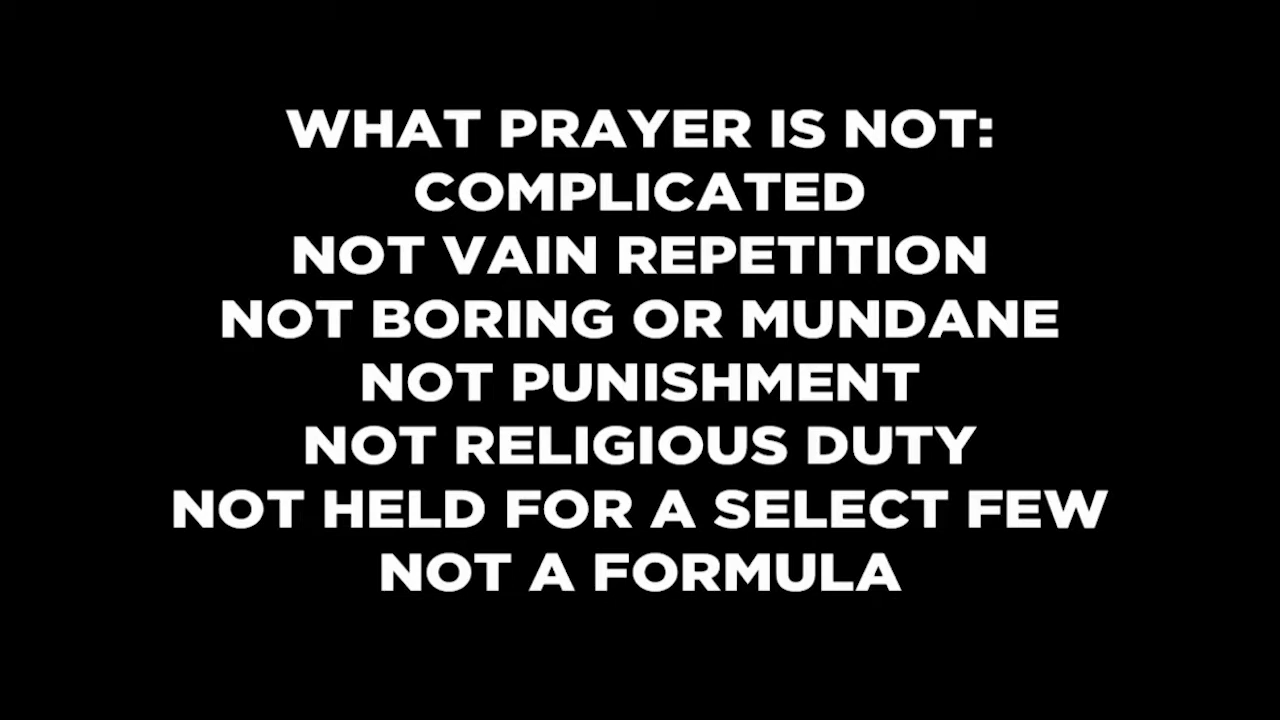 WHAT PRAYER IS NOT:
COMPLICATED
NOT VAIN REPETITION
NOT BORING OR MUNDANE
NOT PUNISHMENT
NOT RELIGIOUS DUTY
NOT HELD FOR A SELECT FEW
NOT A FORMULA